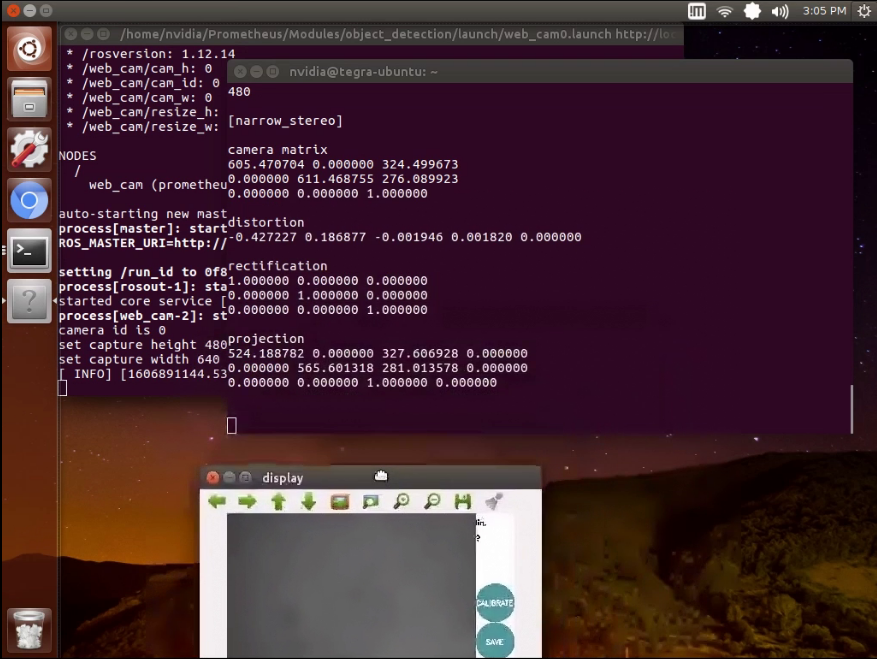 3:05 PM
/home/nvidia/Prometheus/Modules/object_detection/launch/web_cam0.launch
* /rosversion: 1.12.14
* /web_cam/cam_h: 0
* /web_cam/cam_id: 0
* /web_cam/cam_w: 0
* /web_cam/resize_h:
* /web_cam/resize_w:
NODES
/
web_cam (prometheu
auto-starting new mast
process[master]: start
ROS_MASTER_URI=http://
setting /run_id to 0f8
process[rosout-1]: sta
started core service [
process[web_cam-2]: st
camera id is 0
set capture height 480
set capture width 640
[ INFO] [1606891144.53
nvidia@tegra-ubuntu: ~
480
[narrow_stereo]
camera matrix
605.470704 0.000000 324.499673
0.000000 611.468755 276.089923
0.000000 0.000000 1.000000
distortion
-0.427227 0.186877 -0.001946 0.001820 0.000000
rectification
1.000000 0.000000 0.000000
0.000000 1.000000 0.000000
0.000000 0.000000 1.000000
projection
524.188782 0.000000 327.606928 0.000000
0.000000 565.601318 281.013578 0.000000
0.000000 0.000000 1.000000 0.000000
display
CALIBRATE
SAVE